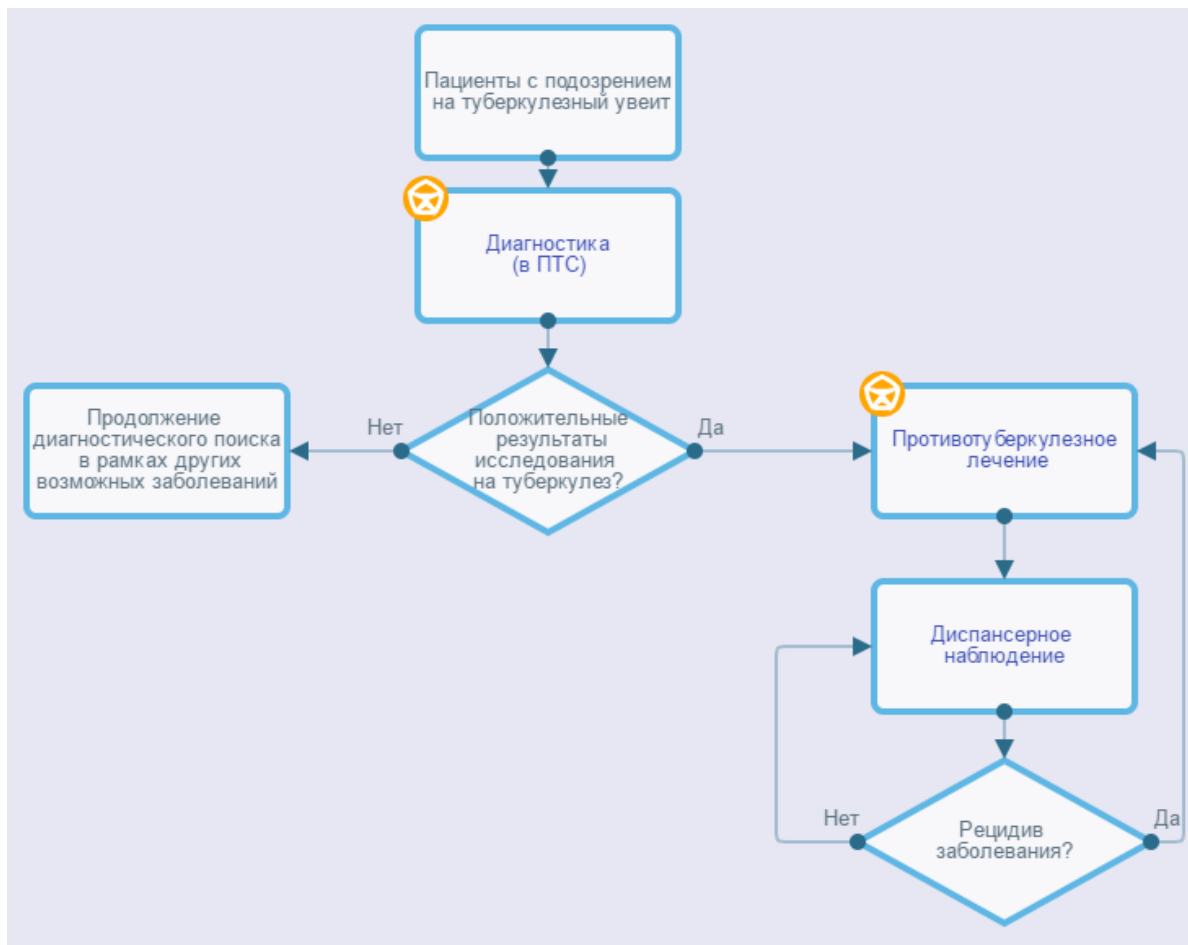 Пациенты с подозрением
на туберкулезный увеит
Диагностика
(в ПТС)
Продолжение
диагностического поиска
в рамках других
возможных заболеваний
Нет
Положительные
результаты
исследования
на туберкулез?
Да
Противотуберкулезное
лечение
Диспансерное
наблюдение
Нет
Рецидив
заболевания?
Да